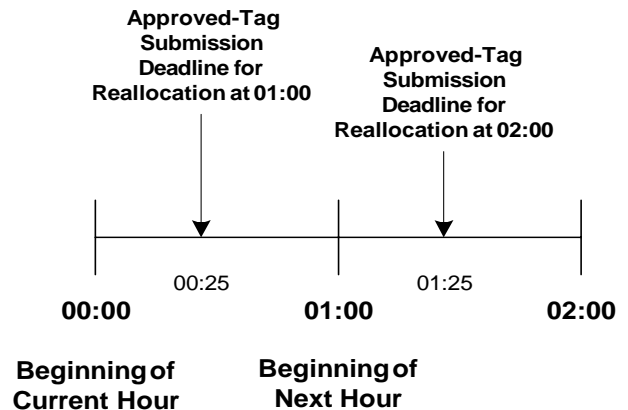 Approved-Tag
Submission
Deadline for
Reallocation at 01:00
Approved-Tag
Submission
Deadline for
Reallocation at 02:00
00:25
01:25
00:00
01:00
02:00
Beginning of
Current Hour
Beginning of
Next Hour